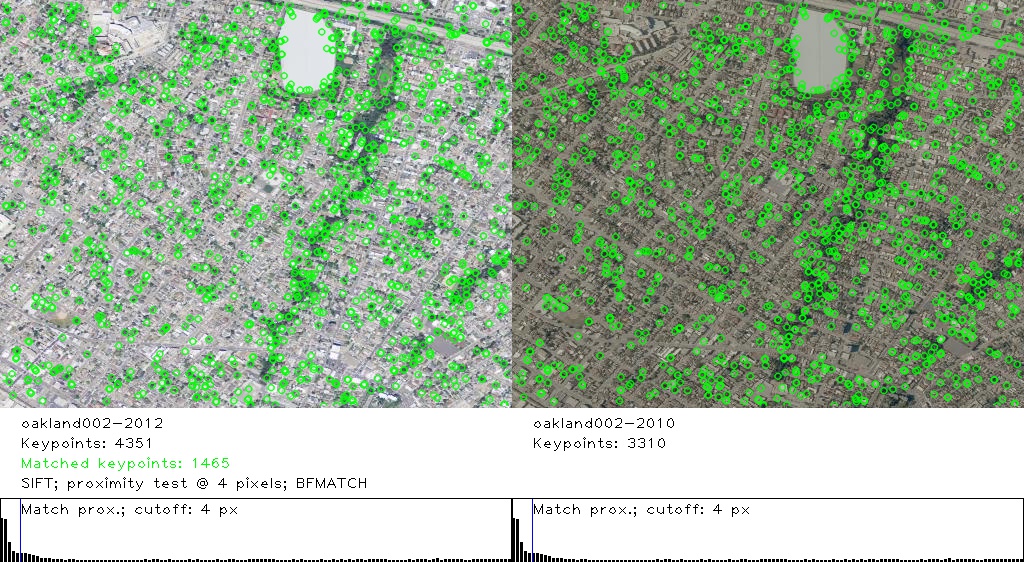 oakland002-2012
Keypoints: 4351
Matched keypoints: 1465
SIFT; proximity test @ 4 pixels; BFMATCH
oakland002-2010
Keypoints: 3310
Match prox.; cutoff: 4 px
Match prox.; cutoff: 4 px